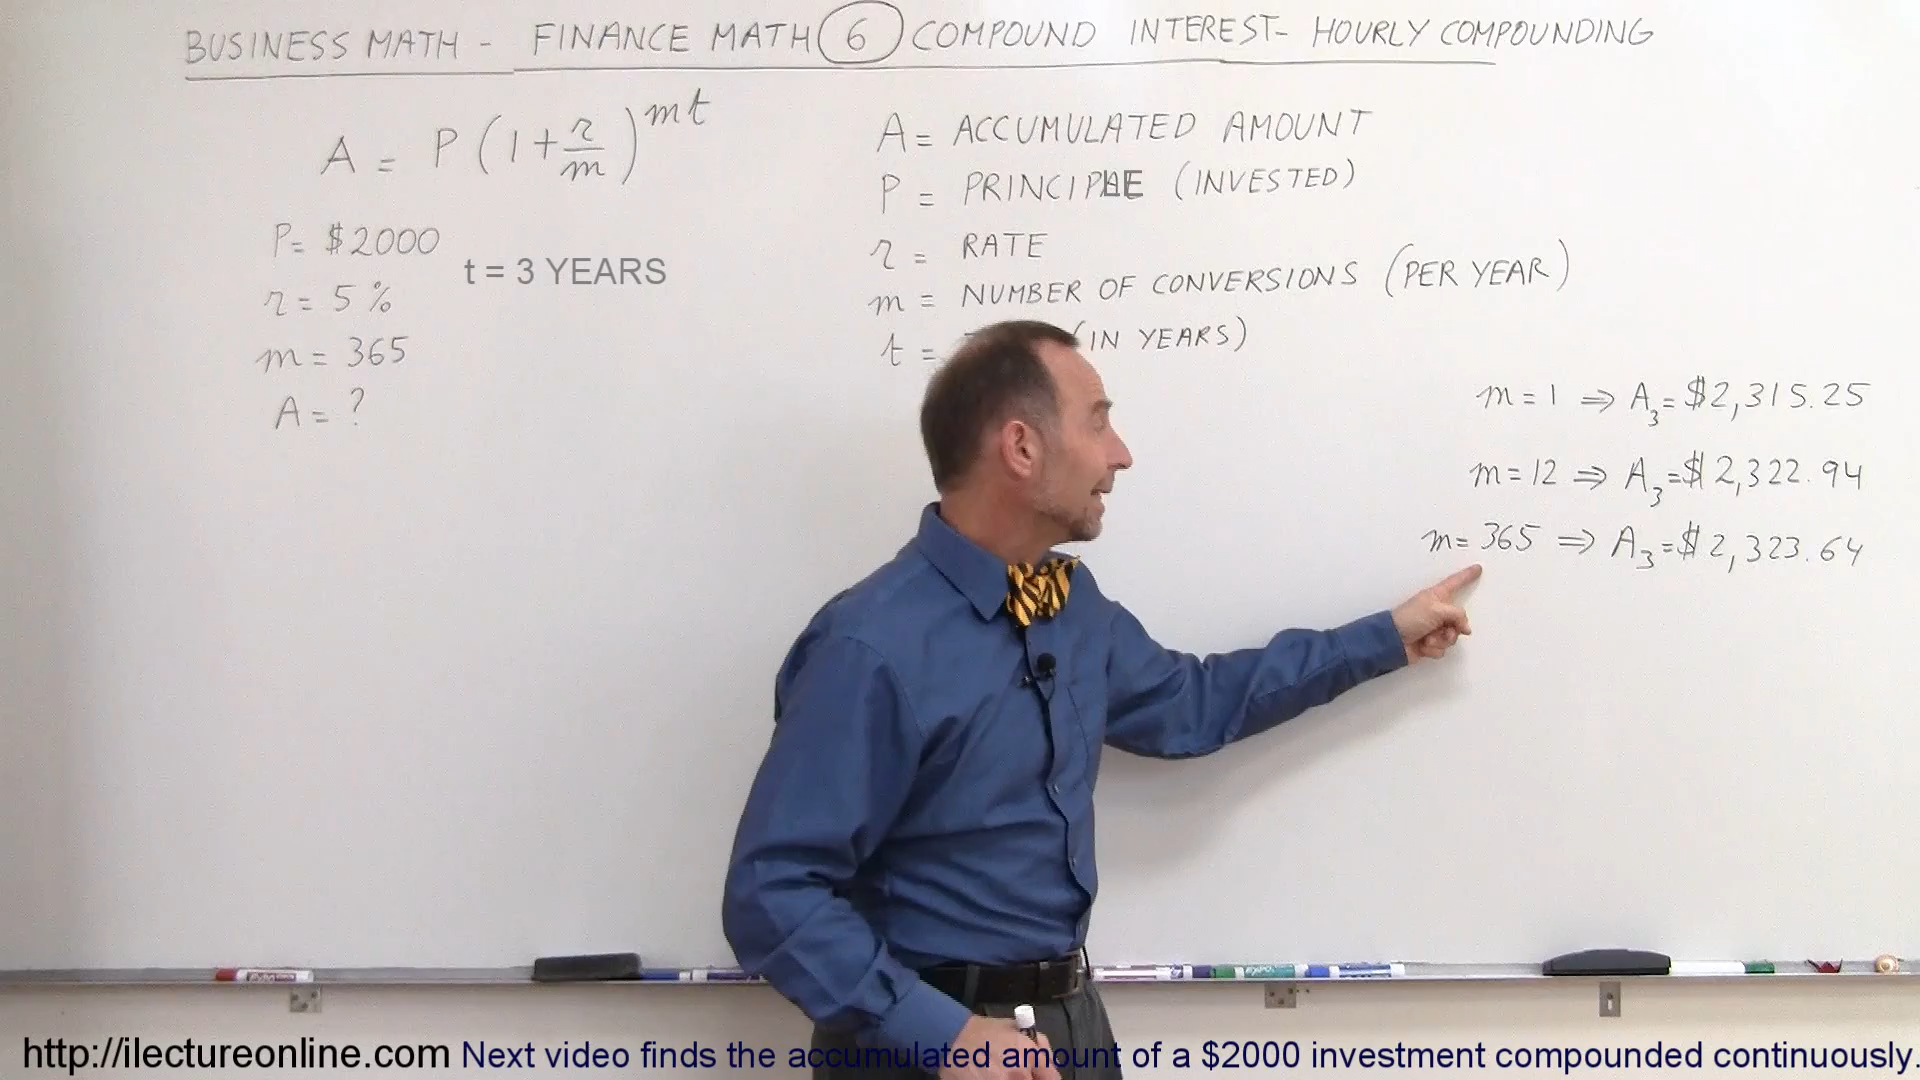 BUSINESS MATH - FINANCE MATH 6 COMPOUND INTEREST - HOURLY COMPOUNDING
A = P (1 + r/m)^mt
P = $2000
t = 3 YEARS
r = 5 %
m = 365
A = ?
A = ACCUMULATED AMOUNT
P = PRINCIPLE (INVESTED)
r = RATE
m = NUMBER OF CONVERSIONS (PER YEAR)
t = (IN YEARS)
m = 1 ⇒ A₃ = $2,315.25
m = 12 ⇒ A₃ = $2,322.94
m = 365 ⇒ A₃ = $2,323.64
http://ilectureonline.com Next video finds the accumulated amount of a $2000 investment compounded continuously.